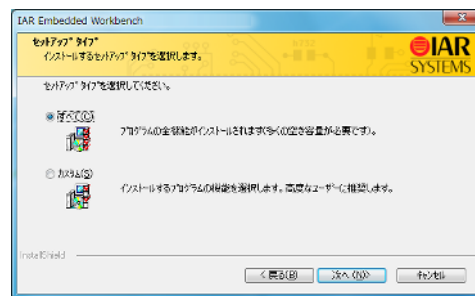 IAR Embedded Workbench
セットアップ タイプ
インストールするセットアップ タイプを選択します。
IAR
SYSTEMS
セットアップ タイプを選択してください。
すべて(C)
プログラムの全機能がインストールされます(多くの空き容量が必要です)。
カスタム(S)
インストールするプログラムの機能を選択します。高度なユーザーに推奨します。
InstallShield
< 戻る(B)
次へ(N)>
キャンセル